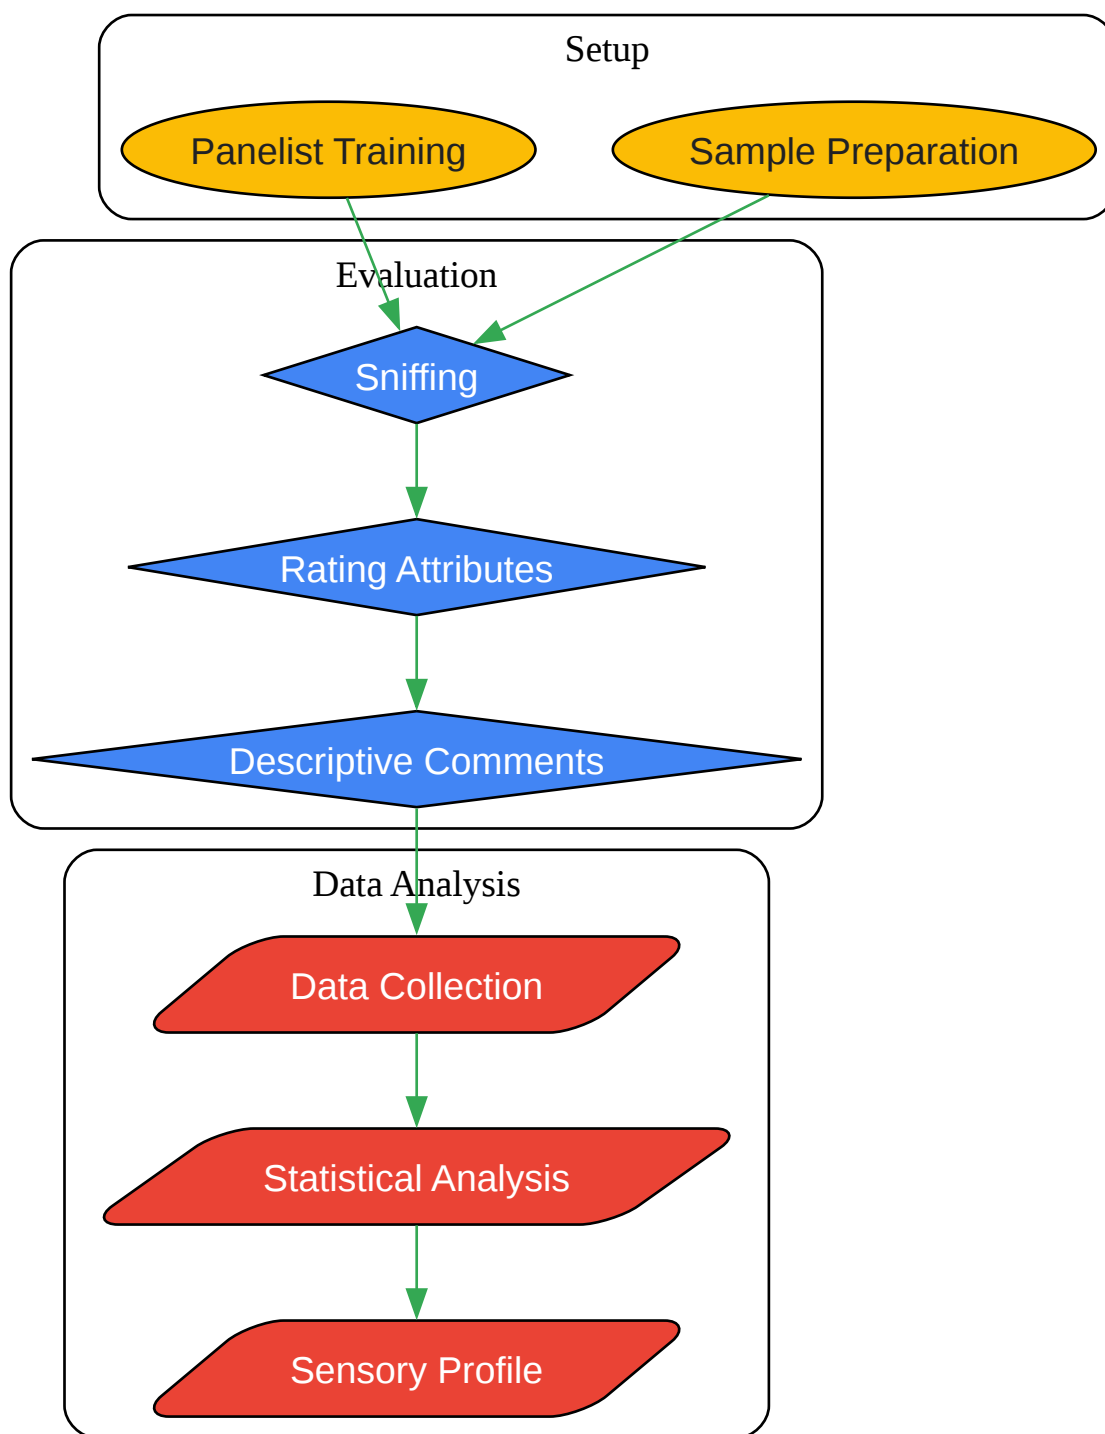 Setup
Panelist Training
Sample Preparation
Evaluation
Sniffing
Rating Attributes
Descriptive Comments
Data Analysis
Data Collection
Statistical Analysis
Sensory Profile